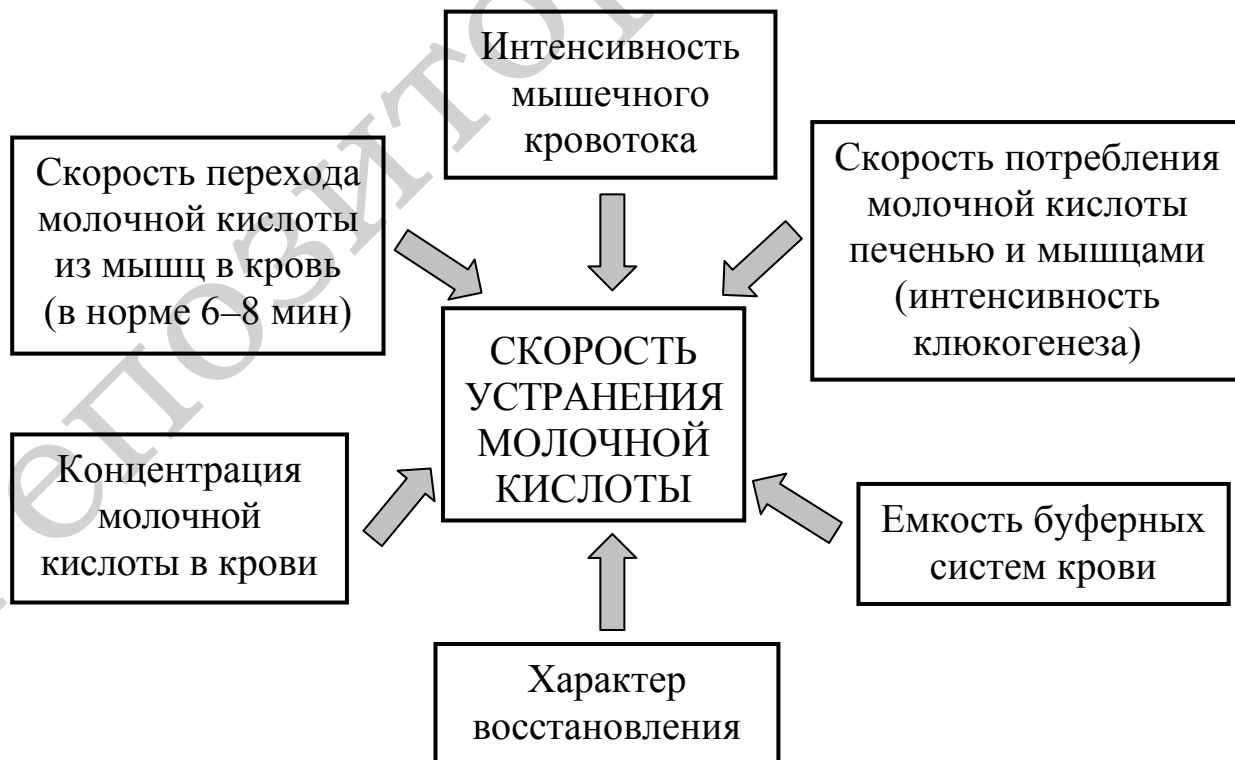 Интенсивность
мышечного
кровотока
Скорость перехода
молочной кислоты
из мышц в кровь
(в норме 6–8 мин)
Скорость потребления
молочной кислоты
печенью и мышцами
(интенсивность
клюкогенеза)
СКОРОСТЬ
УСТРАНЕНИЯ
МОЛОЧНОЙ
КИСЛОТЫ
Концентрация
молочной
кислоты в крови
Емкость буферных
систем крови
Характер
восстановления